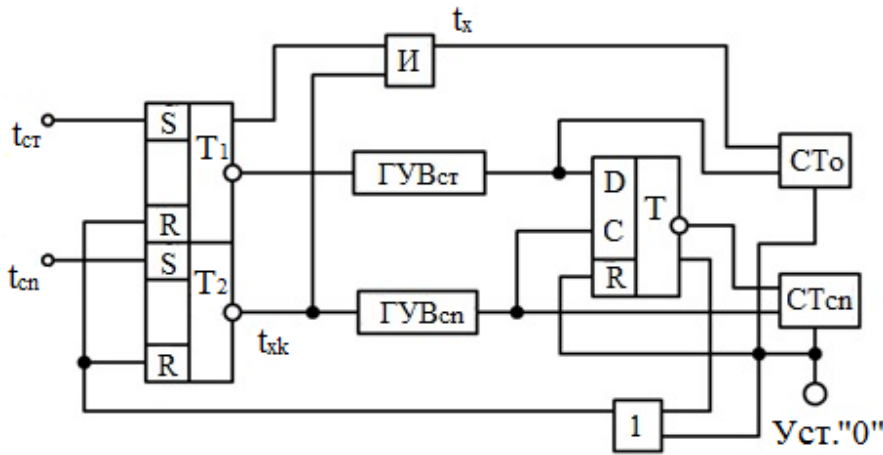 tx
И
tст
S
T1
ГУВст
СТо
D
T
R
C
tсп
S
T2
R
ГУВсп
СТсп
txk
R
1
Уст."0"